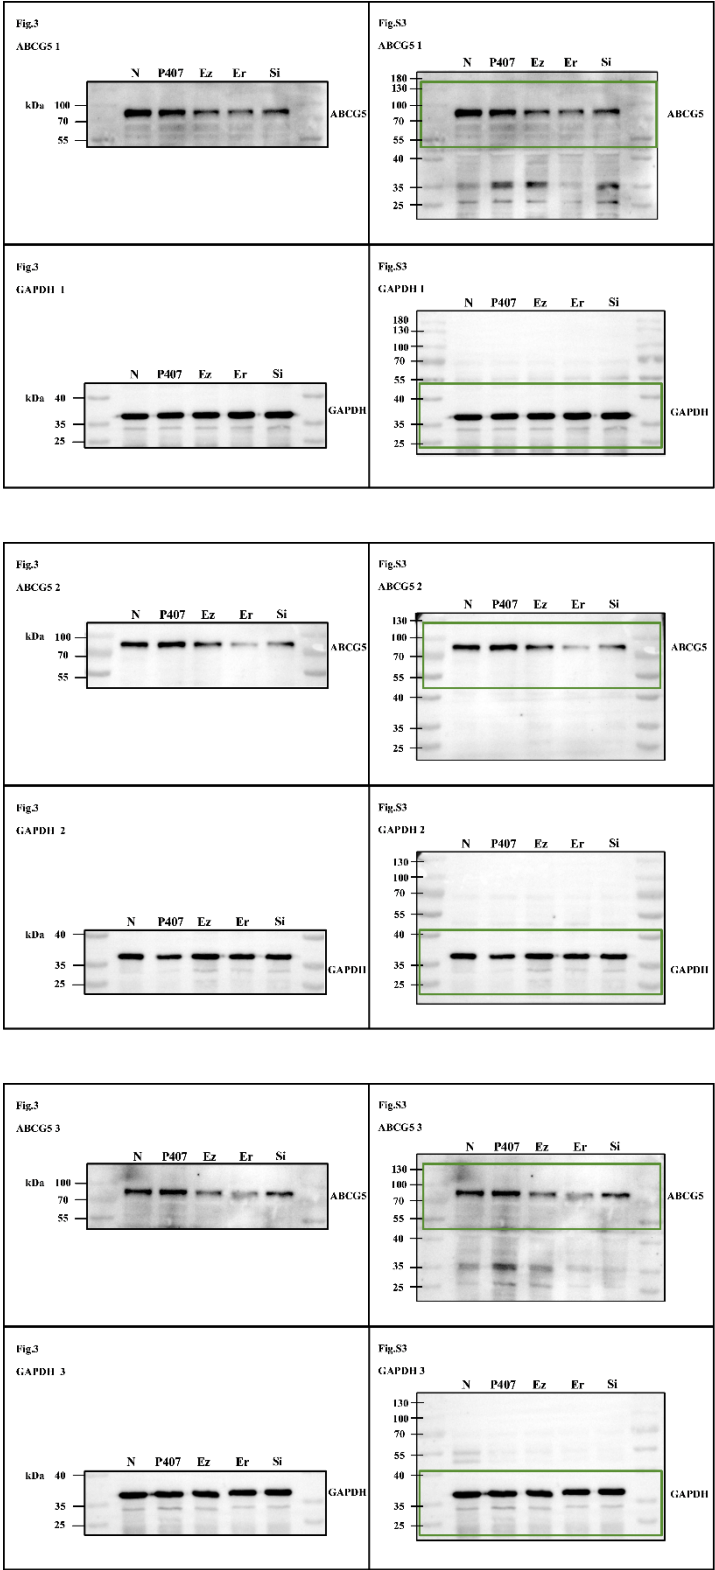 Fig.3
ABCG5 1
N P407 Ez Er Si
kDa
100
70
55
ABCG5
Fig.S3
ABCG5 1
N P407 Ez Er Si
180
130
100
70
55
40
35
25
ABCG5
Fig.3
GAPDH 1
N P407 Ez Er Si
kDa
40
35
25
GAPDH
Fig.S3
GAPDH 1
N P407 Ez Er Si
180
130
100
70
55
40
35
25
GAPDH
Fig.3
ABCG5 2
N P407 Ez Er Si
kDa
100
70
55
ABCG5
Fig.S3
ABCG5 2
N P407 Ez Er Si
130
100
70
55
40
35
25
ABCG5
Fig.3
GAPDH 2
N P407 Ez Er Si
kDa
40
35
25
GAPDH
Fig.S3
GAPDH 2
N P407 Ez Er Si
130
100
70
55
40
35
25
GAPDH
Fig.3
ABCG5 3
N P407 Ez Er Si
kDa
100
70
55
ABCG5
Fig.S3
ABCG5 3
N P407 Ez Er Si
130
100
70
55
40
35
25
ABCG5
Fig.3
GAPDH 3
N P407 Ez Er Si
kDa
40
35
25
GAPDH
Fig.S3
GAPDH 3
N P407 Ez Er Si
130
100
70
55
40
35
25
GAPDH